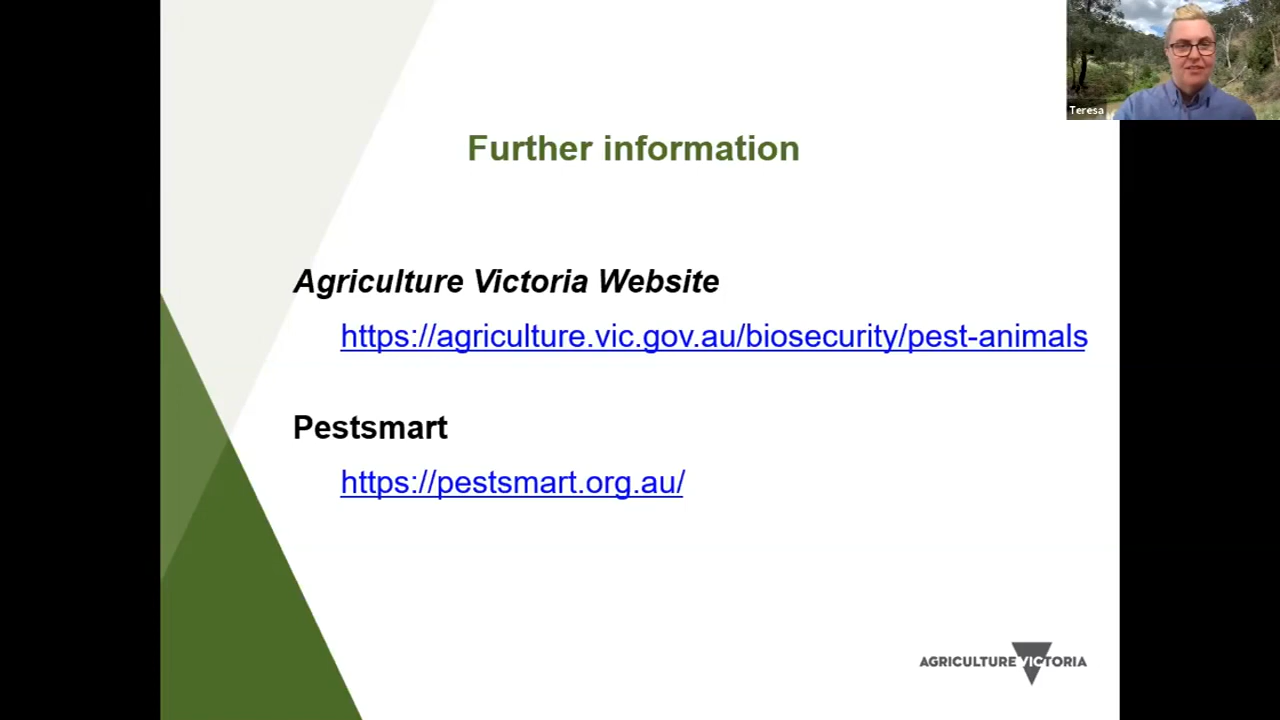 Teresa
Further information
Agriculture Victoria Website
https://agriculture.vic.gov.au/biosecurity/pest-animals
Pestsmart
https://pestsmart.org.au/
AGRICULTURE VICTORIA